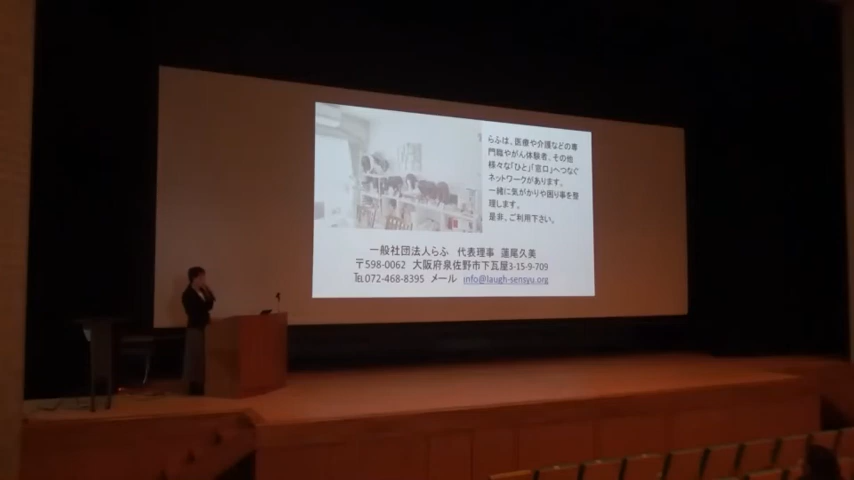 らふは、医療や介護などの専
門職やがん体験者、その他
様々な「ひと」「窓口」へつなぐ
ネットワークがあります。
一緒に気がかりや困り事を整
理します。
是非、ご利用下さい。
一般社団法人らふ 代表理事 蓮尾久美
〒598-0062 大阪府泉佐野市下瓦屋3-15-9-709
℡072-468-8395 メール info@laugh-sensyu.org